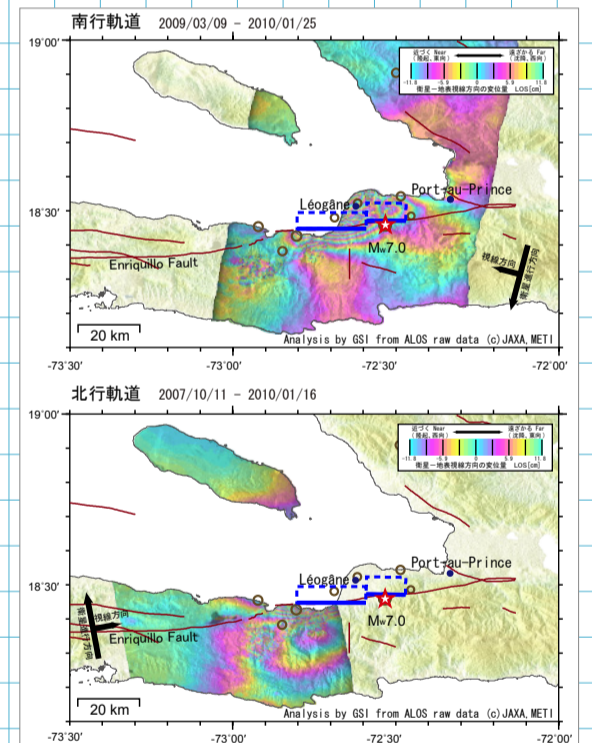 南行軌道 2009/03/09 - 2010/01/25
19°00'
近づく Near 遠ざかる Far
(隆起,東向) (沈降,西向)
-11.8 -5.9 0 5.9 11.8
衛星－地表視線方向の変位量 LOS[cm]
Léogâne
Port-au-Prince
18°30'
Mw7.0
Enriquillo Fault
視線方向
衛星進行方向
20 km
Analysis by GSI from ALOS raw data (c)JAXA,METI
-73°30' -73°00' -72°30' -72°00'
北行軌道 2007/10/11 - 2010/01/16
19°00'
近づく Near 遠ざかる Far
(隆起,西向) (沈降,東向)
-11.8 -5.9 0 5.9 11.8
衛星－地表視線方向の変位量 LOS[cm]
Léogâne
Port-au-Prince
18°30'
Mw7.0
視線方向
衛星進行方向
Enriquillo Fault
20 km
Analysis by GSI from ALOS raw data (c)JAXA,METI
-73°30' -73°00' -72°30' -72°00'